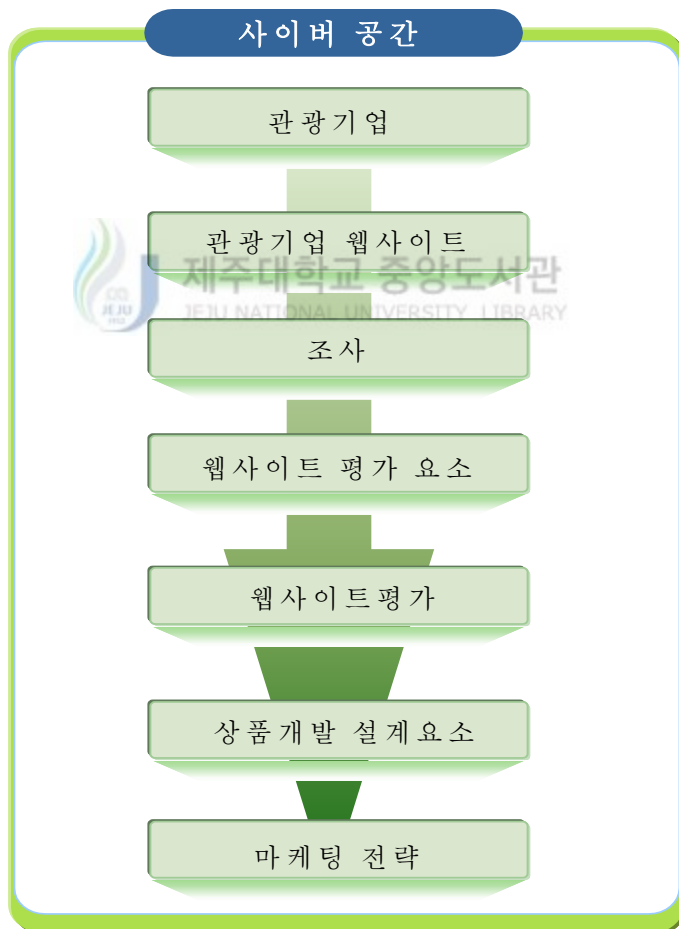 사이버 공간
관광기업
관광기업 웹사이트
제주대학교 중앙도서관
JEJU NATIONAL UNIVERSITY LIBRARY
JEJU
1952
조사
웹사이트 평가 요소
웹사이트평가
상품개발 설계요소
마케팅 전략